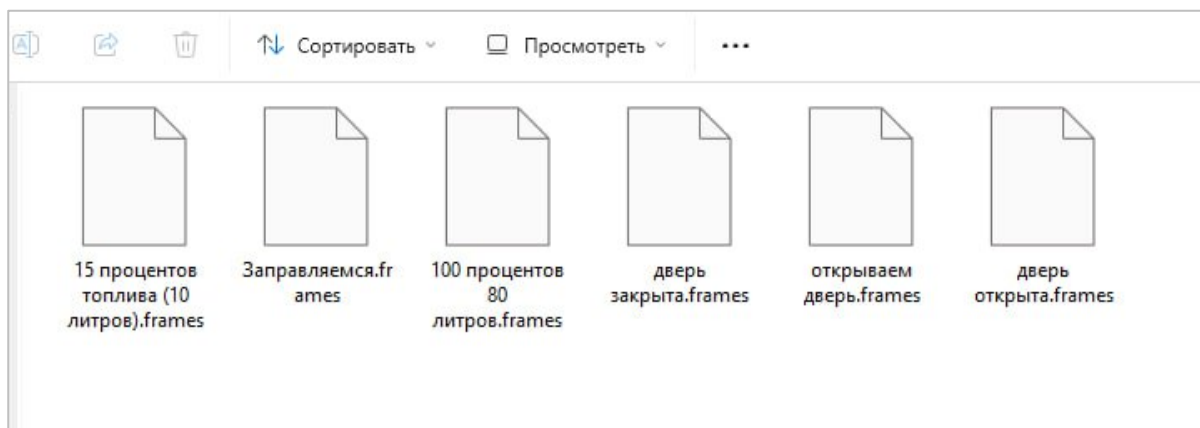 Сортировать
Просмотреть
15 процентов
топлива (10
литров).frames
Заправляемся.fr
ames
100 процентов
80
литров.frames
дверь
закрыта.frames
открываем
дверь.frames
дверь
открыта.frames